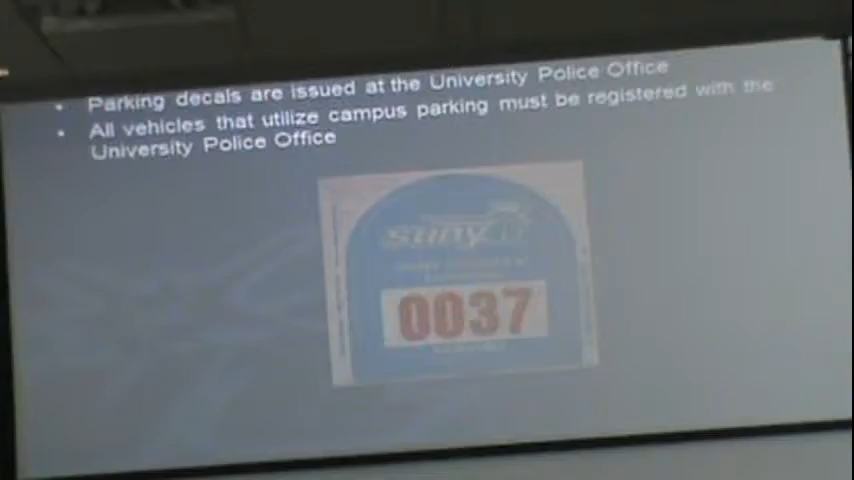 • Parking decals are issued at the University Police Office
• All vehicles that utilize campus parking must be registered with the
University Police Office
suny
0037